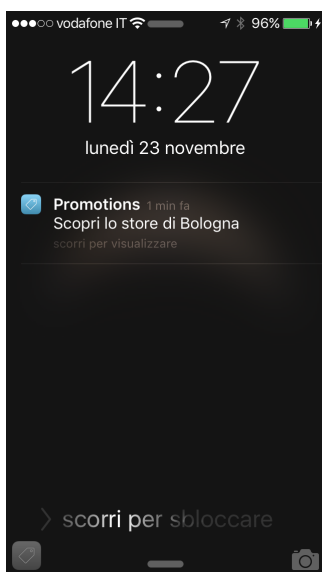 vodafone IT 96%
14:27
lunedì 23 novembre
Promotions 1 min fa
Scopri lo store di Bologna
scorri per visualizzare
scorri per sbloccare